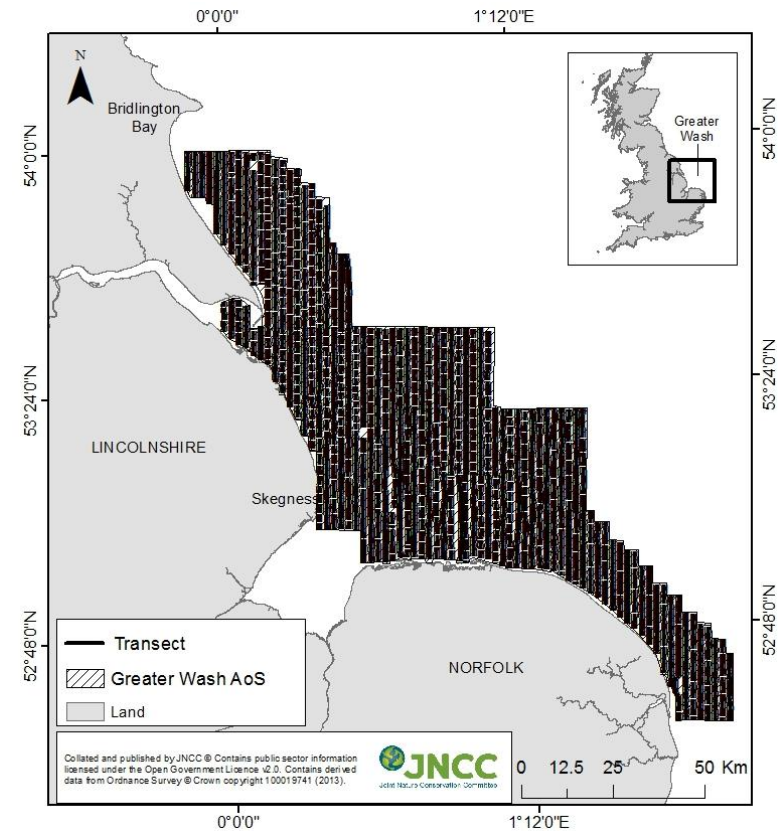 0°0'0"
1°12'0"E
N
Bridlington
Bay
Greater
Wash
54°0'0"N
54°0'0"N
53°24'0"N
53°24'0"N
LINCOLNSHIRE
Skegness
52°48'0"N
52°48'0"N
NORFOLK
Transect
Greater Wash AoS
Land
Collated and published by JNCC © Contains public sector information
licensed under the Open Government Licence v2.0. Contains derived
data from Ordnance Survey © Crown copyright 100019741 (2013).
JNCC
Joint Nature Conservation Committee
0 12.5 25 50 Km
0°0'0"
1°12'0"E